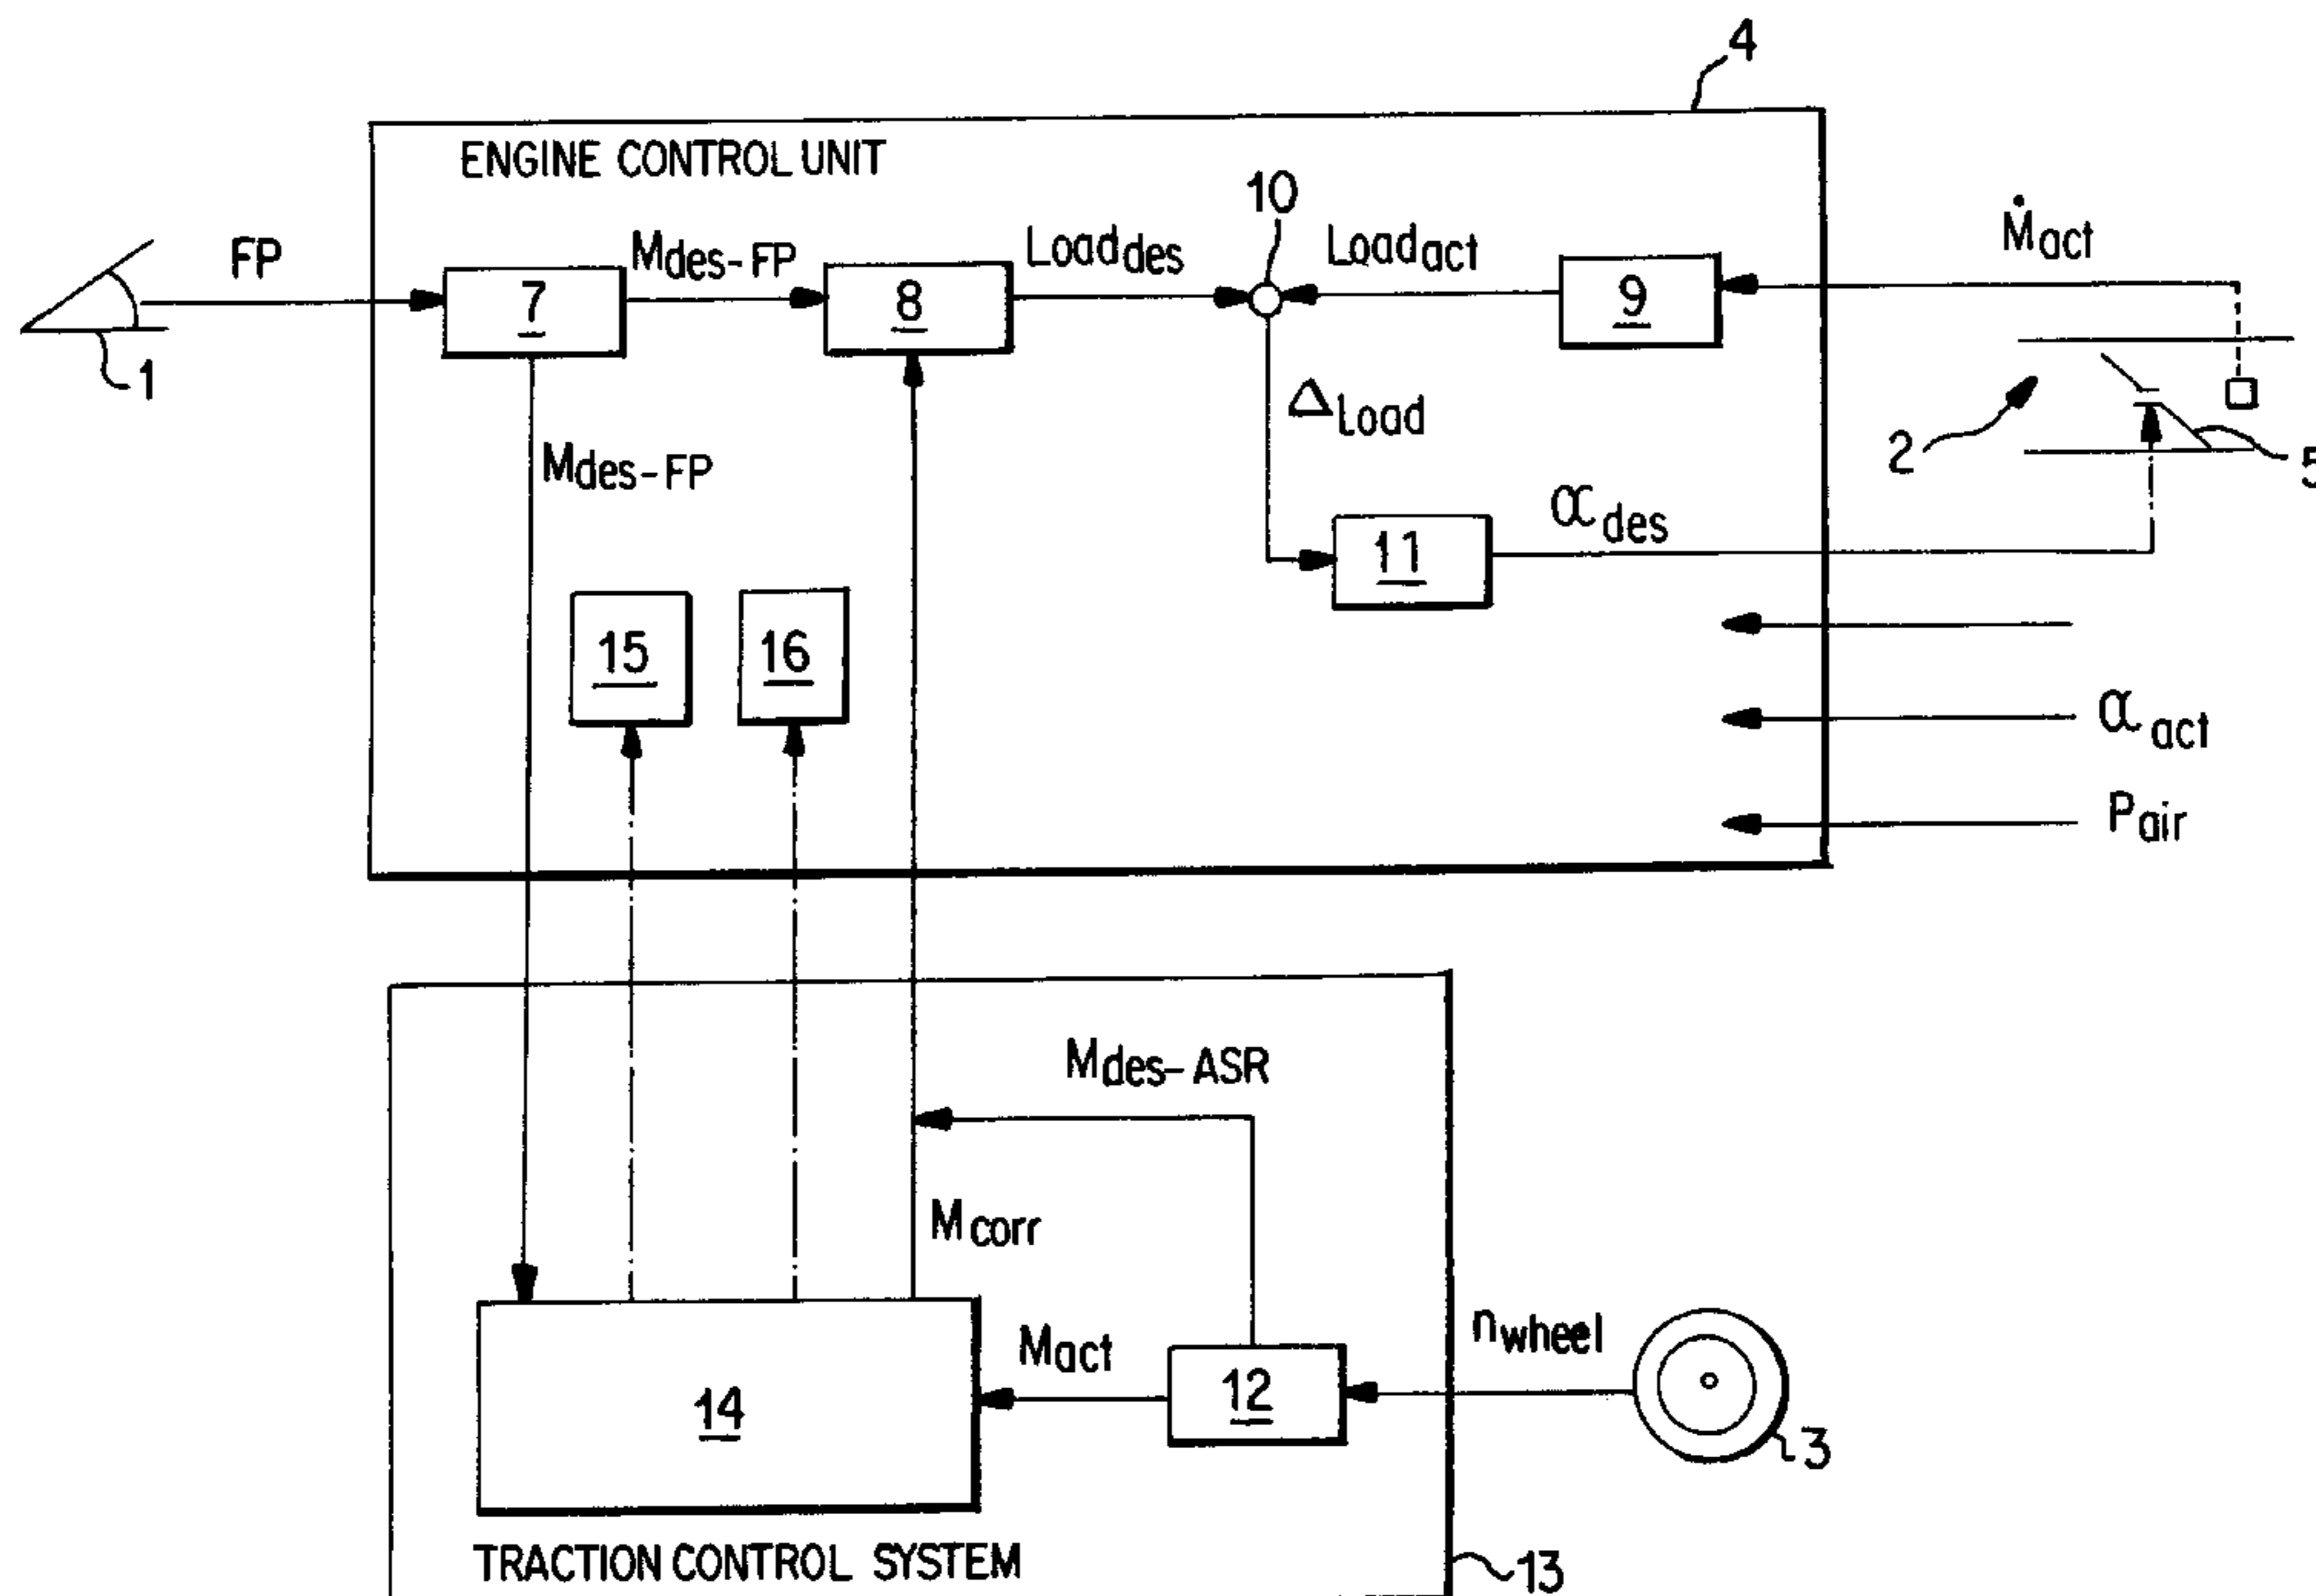 4
ENGINE CONTROL UNIT
10
FP
Mdes-FP
Loaddes
Loadact
Ṁact
7
8
9
1
ΔLoad
2
5
Mdes-FP
αdes
11
15
16
αact
Pair
Mdes-ASR
Mcorr
Mact
nwheel
12
14
3
TRACTION CONTROL SYSTEM
13